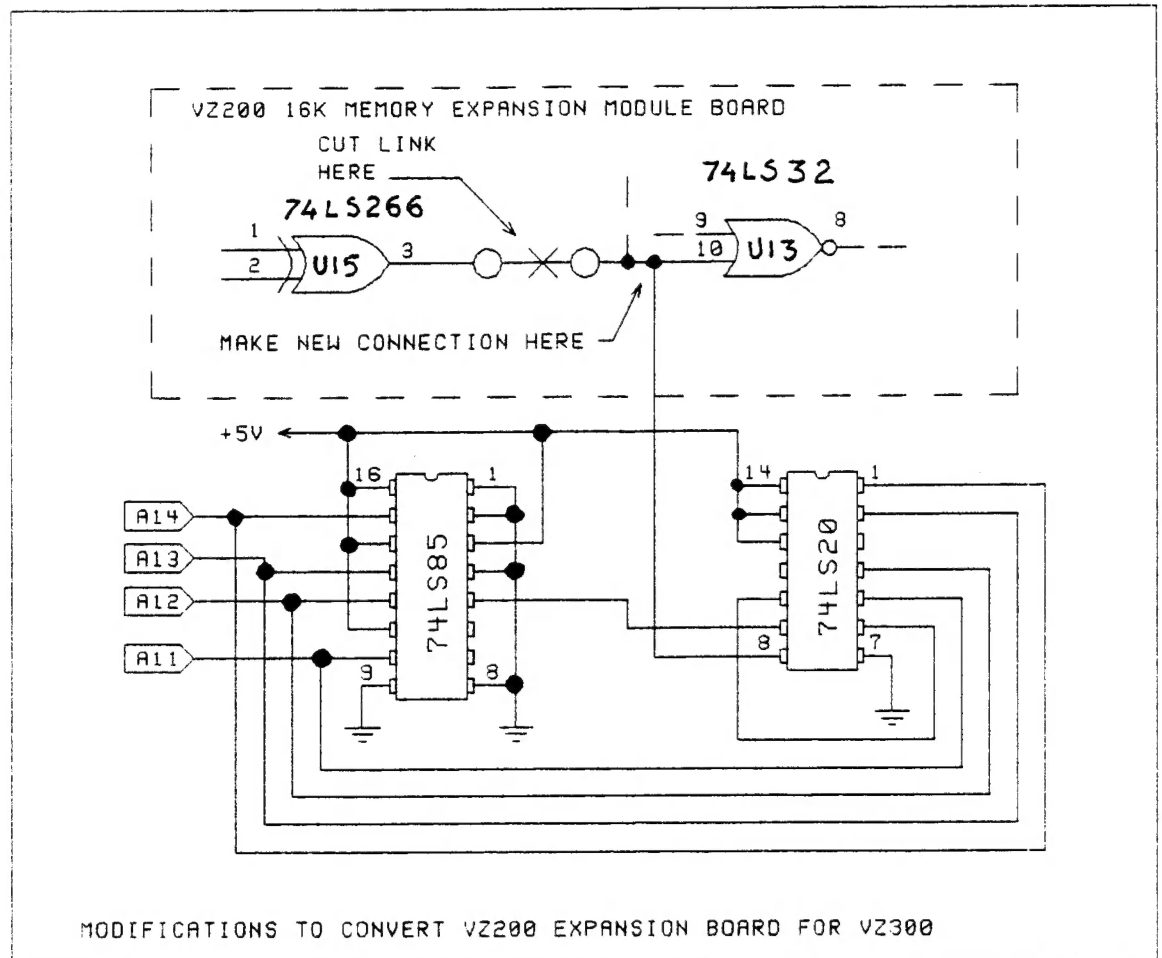 VZ200 16K MEMORY EXPANSION MODULE BOARD
CUT LINK
HERE
74LS266
74LS32
1
2
U15
3
9
10
U13
8
MAKE NEW CONNECTION HERE
+5V
16
1
14
1
A14
A13
A12
A11
74LS85
74LS20
9
8
8
7
MODIFICATIONS TO CONVERT VZ200 EXPANSION BOARD FOR VZ300